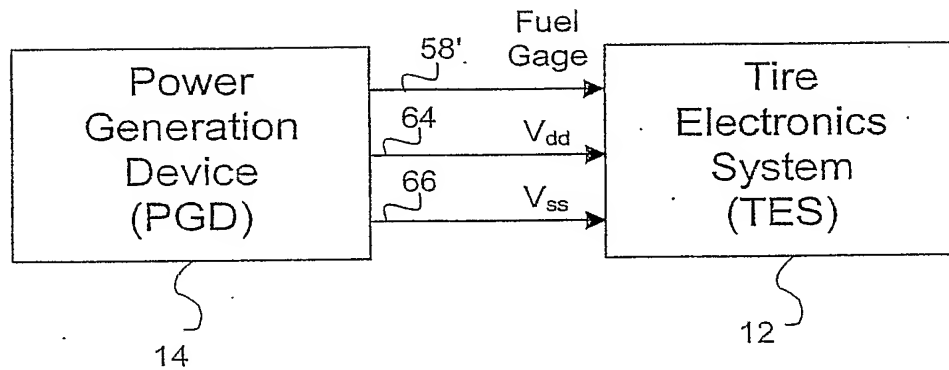 Power
Generation
Device
(PGD)
58'
Fuel
Gage
64
Vdd
66
Vss
Tire
Electronics
System
(TES)
14
12